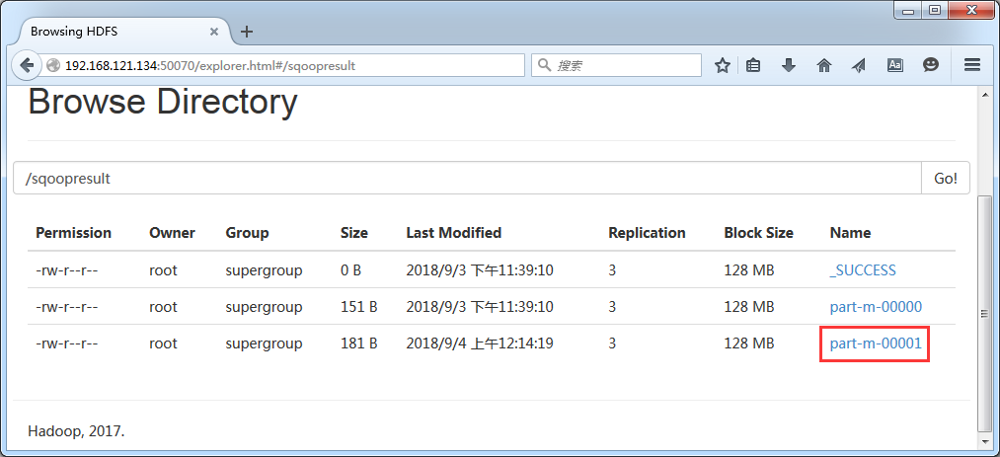 Browsing HDFS
192.168.121.134:50070/explorer.html#/sqoopresult
搜索
Browse Directory
/sqoopresult Go!
Permission Owner Group Size Last Modified Replication Block Size Name
-rw-r--r-- root supergroup 0 B 2018/9/3 下午11:39:10 3 128 MB _SUCCESS
-rw-r--r-- root supergroup 151 B 2018/9/3 下午11:39:10 3 128 MB part-m-00000
-rw-r--r-- root supergroup 181 B 2018/9/4 上午12:14:19 3 128 MB part-m-00001
Hadoop, 2017.